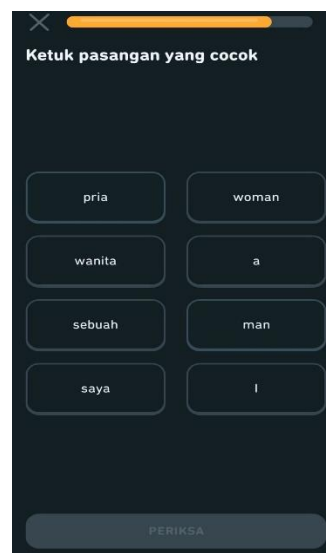 Ketuk pasangan yang cocok
pria woman
wanita a
sebuah man
saya I
PERIKSA